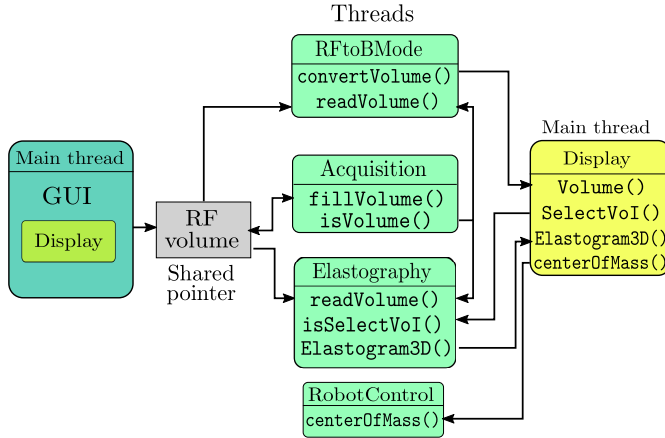 Threads
RFtoBMode
convertVolume()
readVolume()
Main thread
GUI
Display
RF
volume
Shared
pointer
Acquisition
fillVolume()
isVolume()
Elastography
readVolume()
isSelectVoI()
Elastogram3D()
RobotControl
centerOfMass()
Main thread
Display
Volume()
SelectVoI()
Elastogram3D()
centerOfMass()